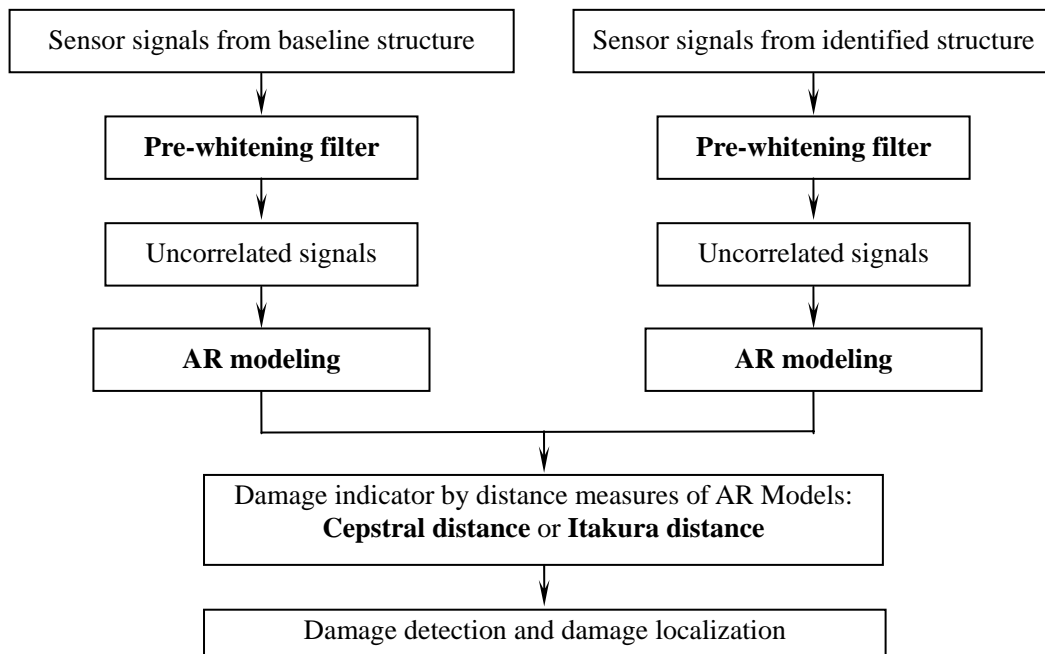 Sensor signals from baseline structure
Sensor signals from identified structure
Pre-whitening filter
Pre-whitening filter
Uncorrelated signals
Uncorrelated signals
AR modeling
AR modeling
Damage indicator by distance measures of AR Models:
Cepstral distance or Itakura distance
Damage detection and damage localization